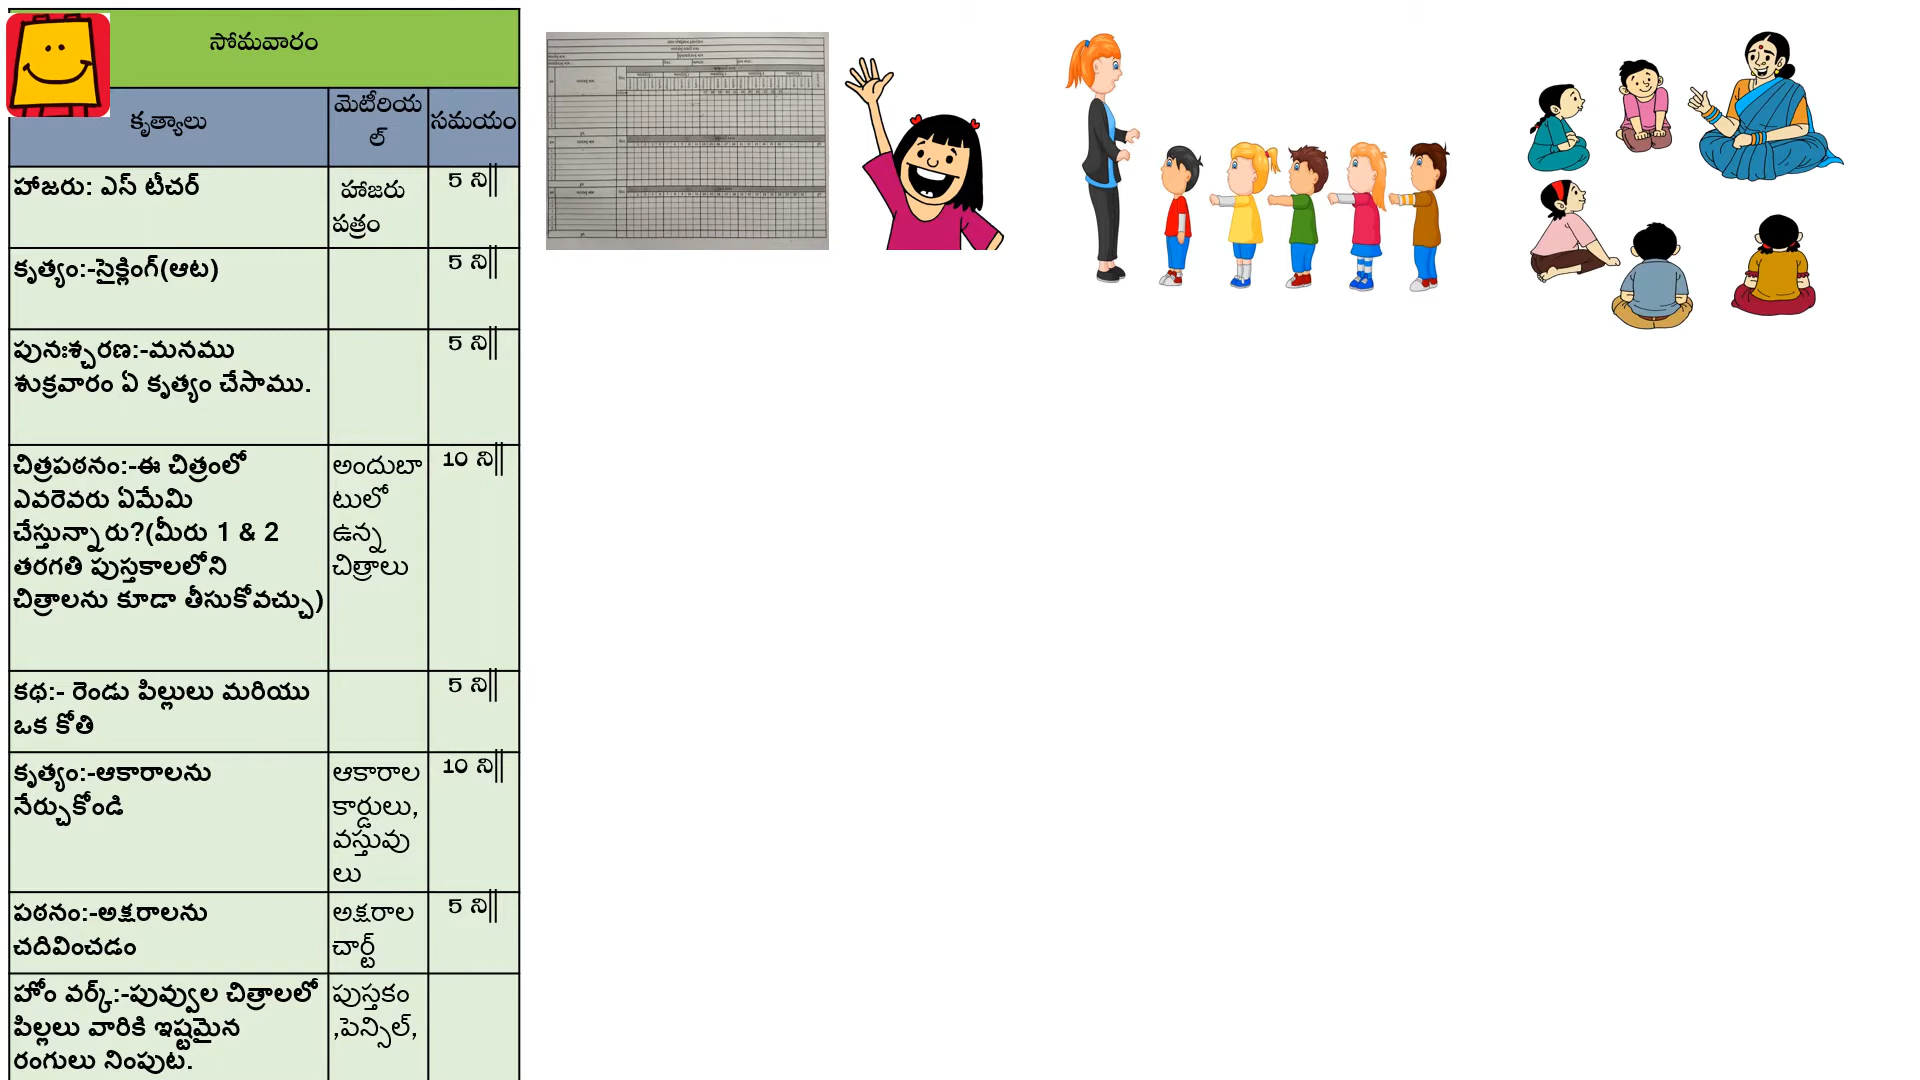 సోమవారం
కృత్యాలు
మెటీరియ
ల్
సమయం
హాజరు: ఎస్ టీచర్
హాజరు
పత్రం
5 ని||
కృత్యం:-సైక్లింగ్(ఆట)
5 ని||
పునఃశ్చరణ:-మనము
శుక్రవారం ఏ కృత్యం చేసాము.
5 ని||
చిత్రపఠనం:-ఈ చిత్రంలో
ఎవరెవరు ఏమేమి
చేస్తున్నారు?(మీరు 1 & 2
తరగతి పుస్తకాలలోని
చిత్రాలను కూడా తీసుకోవచ్చు)
అందుబా
టులో
ఉన్న
చిత్రాలు
10 ని||
కథ:- రెండు పిల్లులు మరియు
ఒక కోతి
5 ని||
కృత్యం:-ఆకారాలను
నేర్చుకోండి
ఆకారాల
కార్డులు,
వస్తువు
లు
10 ని||
పఠనం:-అక్షరాలను
చదివించడం
అక్షరాల
చార్ట్
5 ని||
హోం వర్క్:-పువ్వుల చిత్రాలలో
పిల్లలు వారికి ఇష్టమైన
రంగులు నింపుట.
పుస్తకం
,పెన్సిల్,